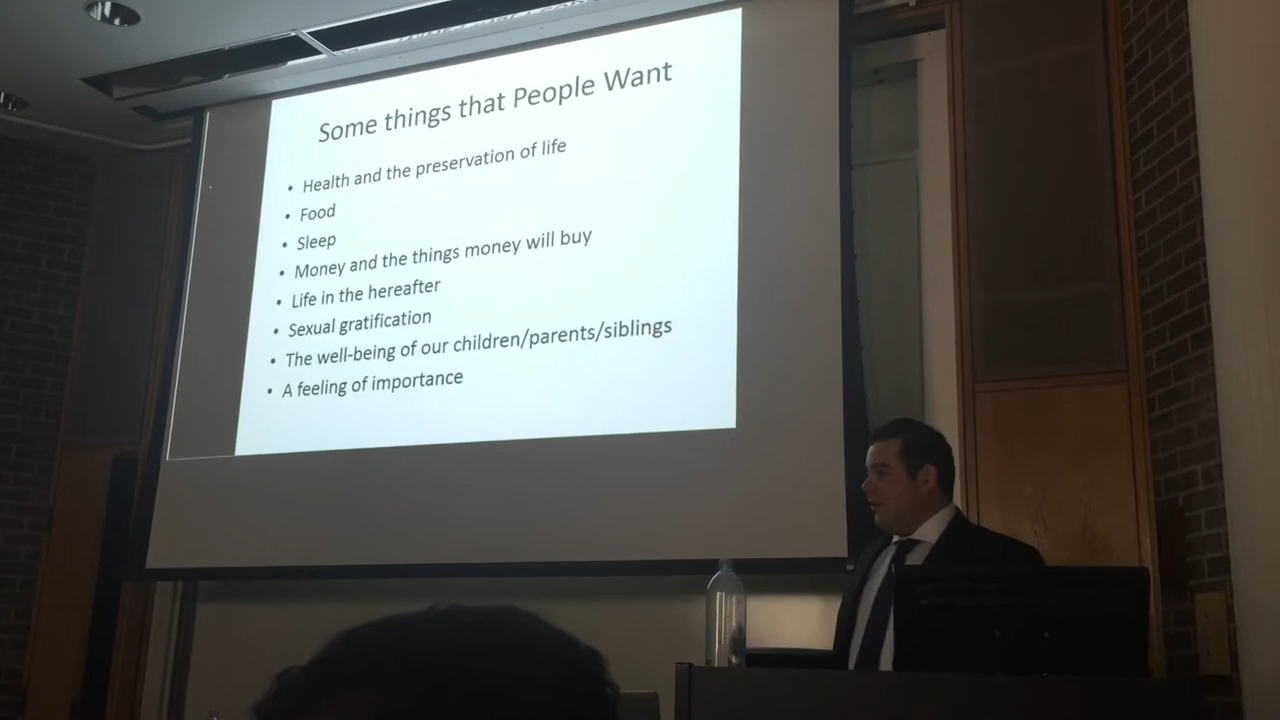 Some things that People Want
• Health and the preservation of life
• Food
• Sleep
• Money and the things money will buy
• Life in the hereafter
• Sexual gratification
• The well-being of our children/parents/siblings
• A feeling of importance